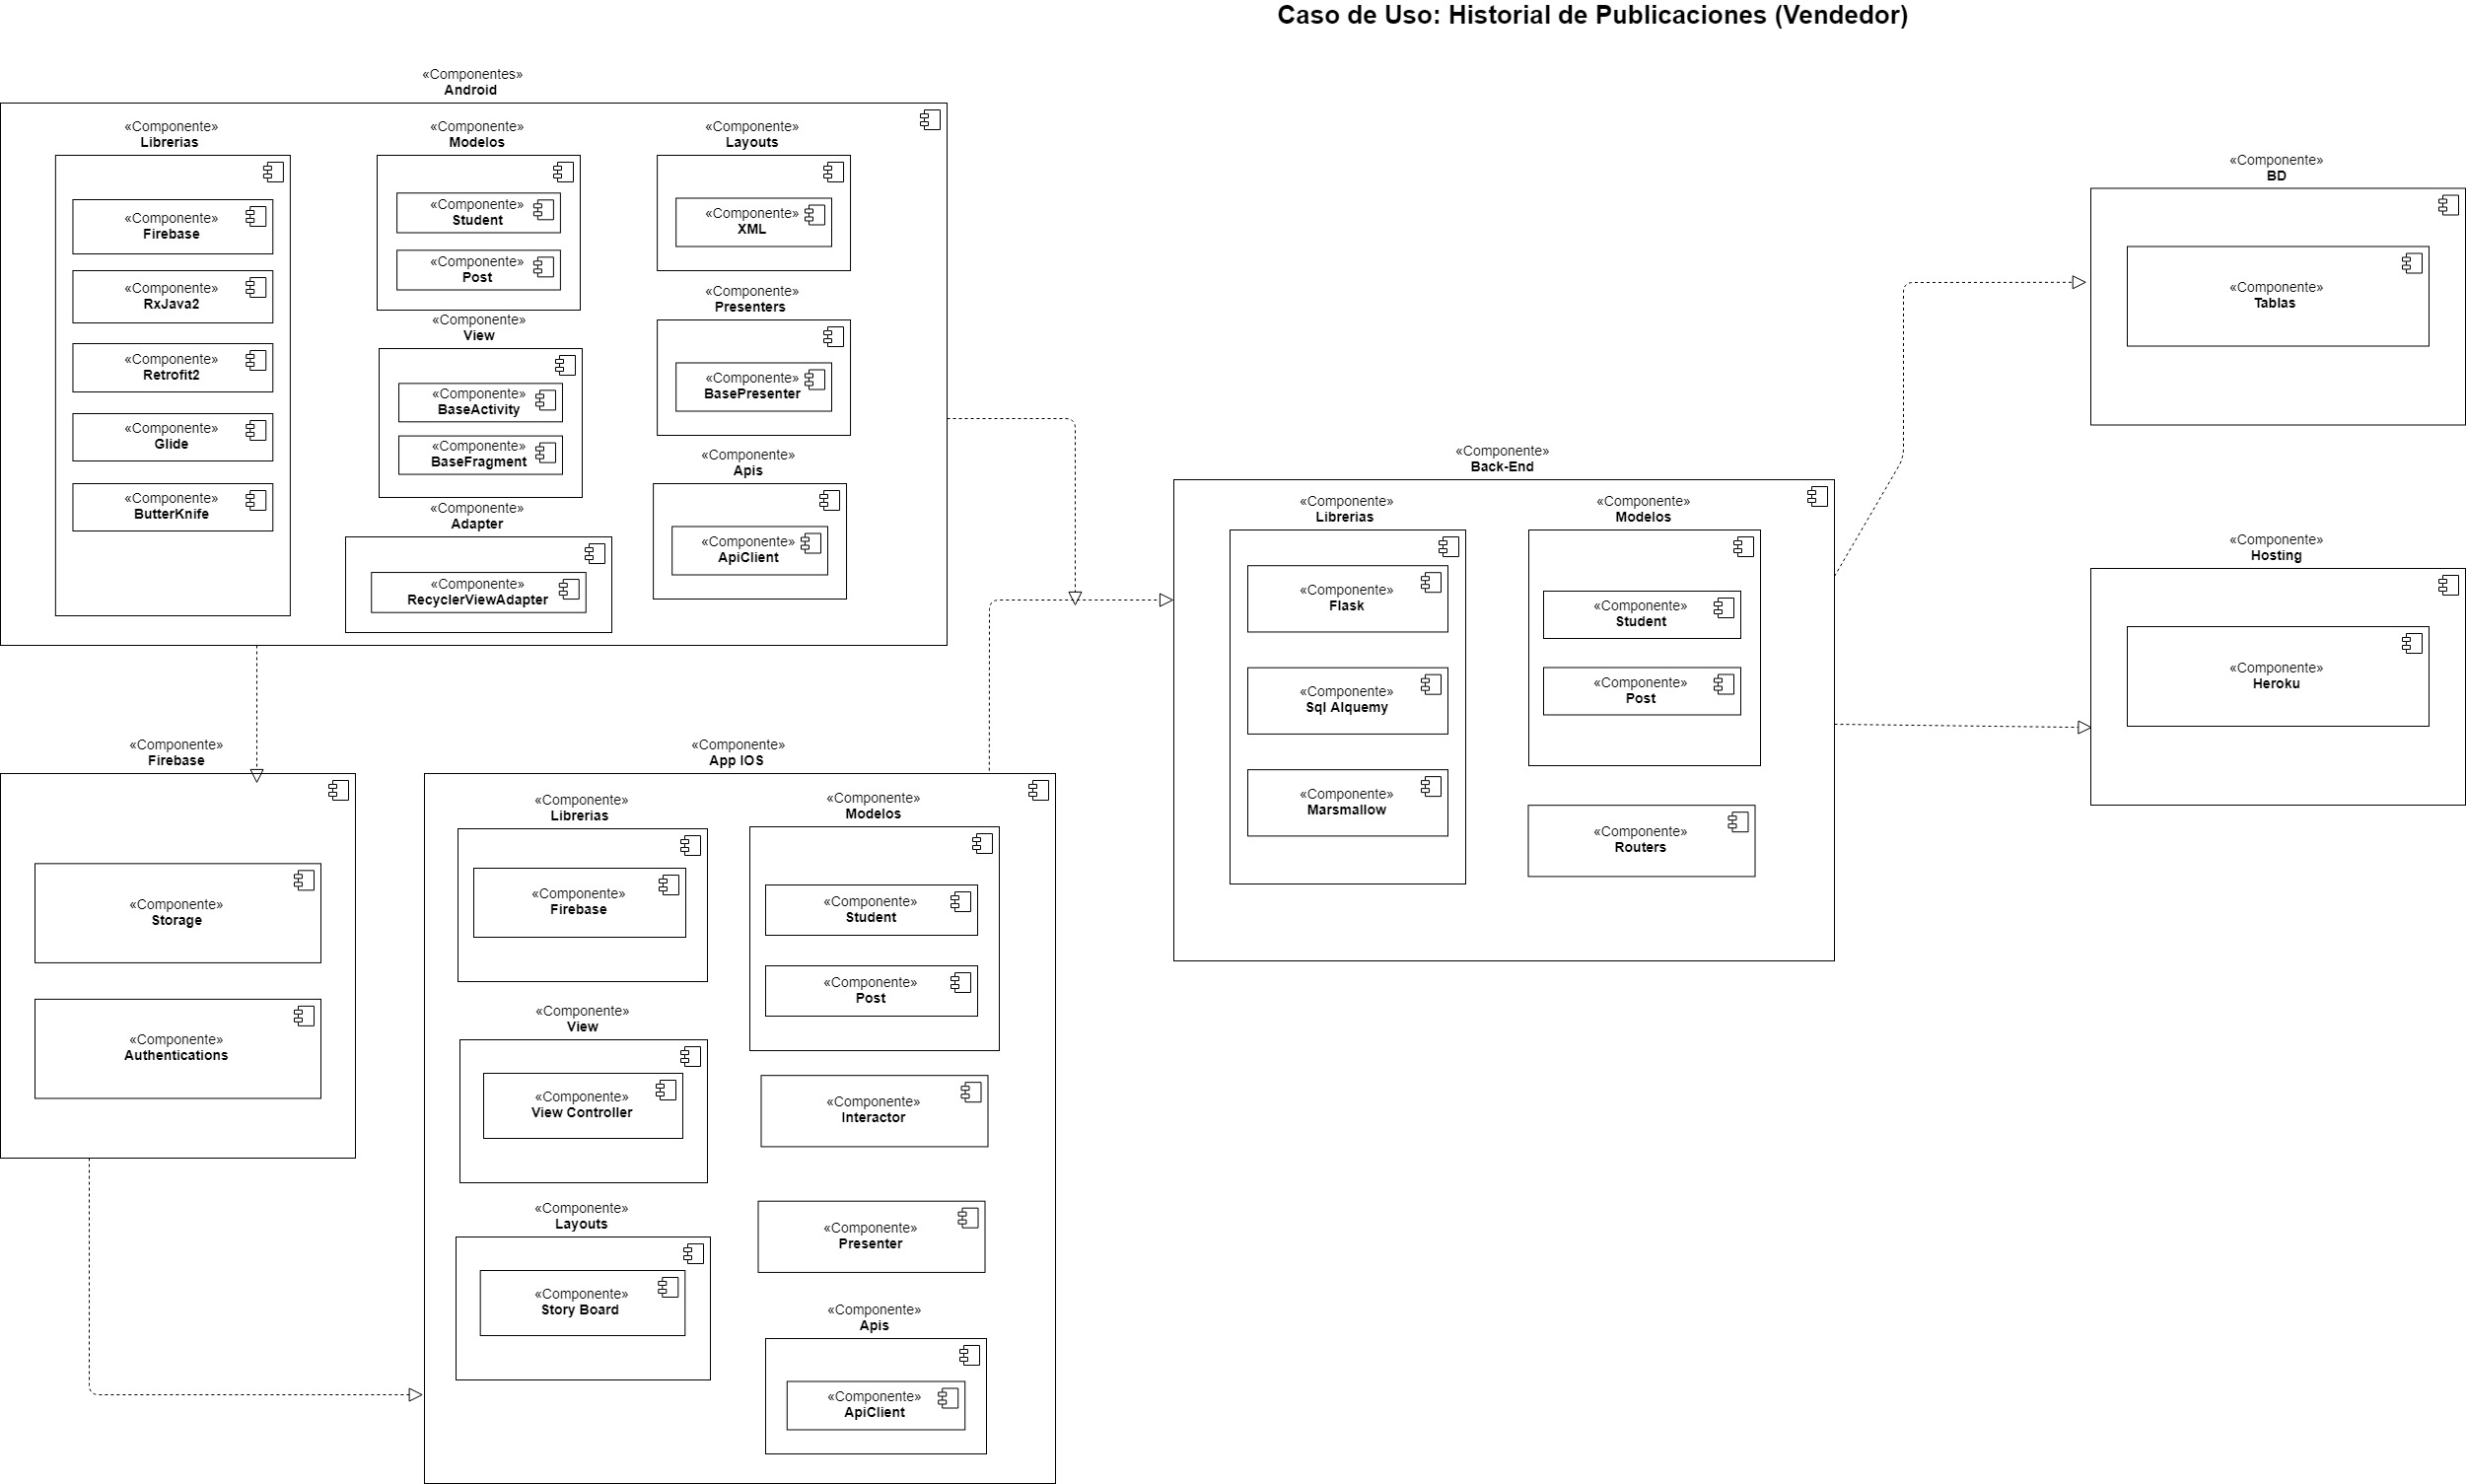 Caso de Uso: Historial de Publicaciones (Vendedor)
«Componentes»
Android
«Componente»
Librerias
«Componente»
Firebase
«Componente»
RxJava2
«Componente»
Retrofit2
«Componente»
Glide
«Componente»
ButterKnife
«Componente»
Modelos
«Componente»
Student
«Componente»
Post
«Componente»
View
«Componente»
BaseActivity
«Componente»
BaseFragment
«Componente»
Adapter
«Componente»
RecyclerViewAdapter
«Componente»
Layouts
«Componente»
XML
«Componente»
Presenters
«Componente»
BasePresenter
«Componente»
Apis
«Componente»
ApiClient
«Componente»
Firebase
«Componente»
Storage
«Componente»
Authentications
«Componente»
App IOS
«Componente»
Librerias
«Componente»
Firebase
«Componente»
View
«Componente»
View Controller
«Componente»
Layouts
«Componente»
Story Board
«Componente»
Modelos
«Componente»
Student
«Componente»
Post
«Componente»
Interactor
«Componente»
Presenter
«Componente»
Apis
«Componente»
ApiClient
«Componente»
Back-End
«Componente»
Librerias
«Componente»
Flask
«Componente»
Sql Alquemy
«Componente»
Marsmallow
«Componente»
Modelos
«Componente»
Student
«Componente»
Post
«Componente»
Routers
«Componente»
BD
«Componente»
Tablas
«Componente»
Hosting
«Componente»
Heroku